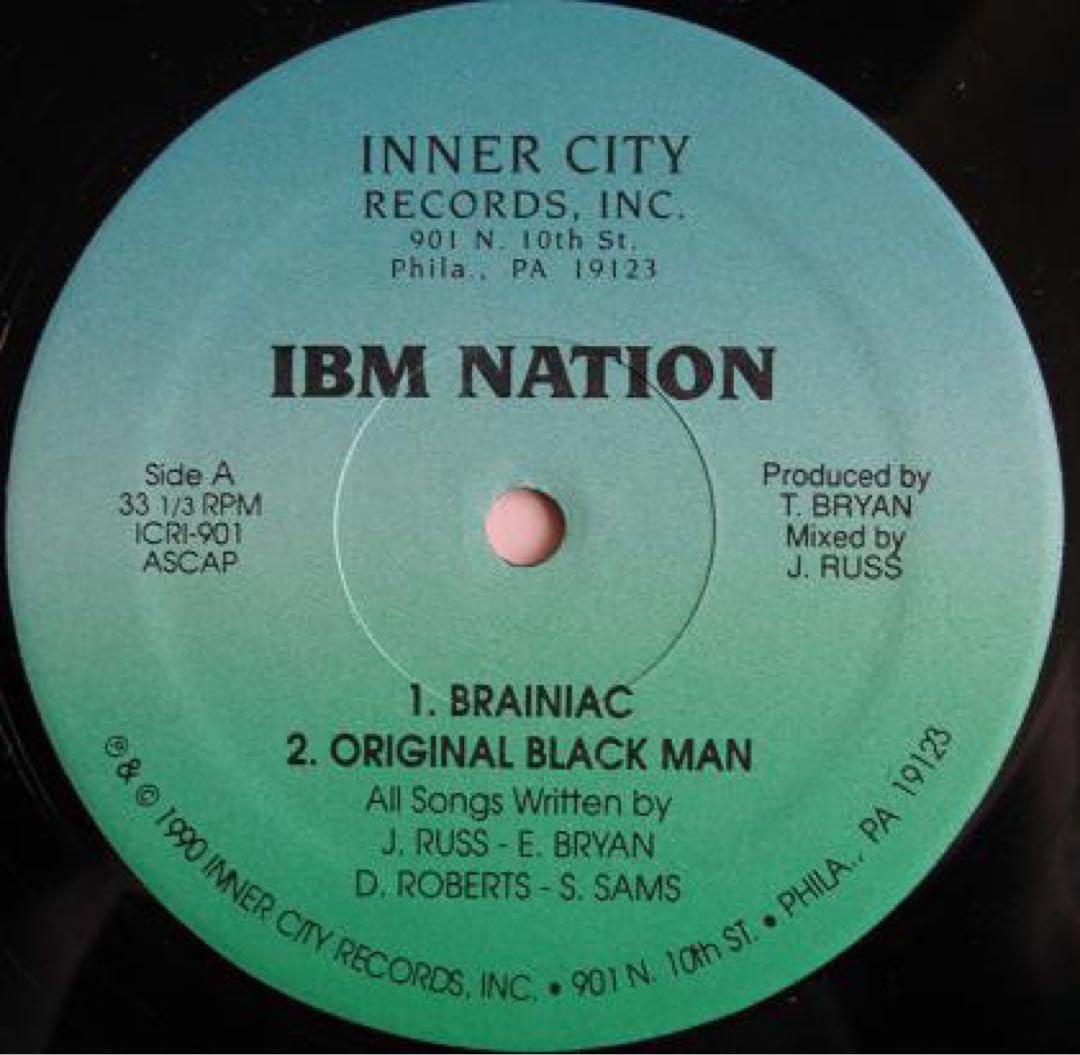 INNER CITY
RECORDS, INC.
901 N. 10th St.
Phila., PA 19123
IBM NATION
Side A
33 1/3 RPM
ICRI-901
ASCAP
Produced by
T. BRYAN
Mixed by
J. RUSS
1. BRAINIAC
2. ORIGINAL BLACK MAN
All Songs Written by
J. RUSS - E. BRYAN
D. ROBERTS - S. SAMS
℗ & © 1990 INNER CITY RECORDS, INC. • 901 N. 10th ST. • PHILA., PA 19123